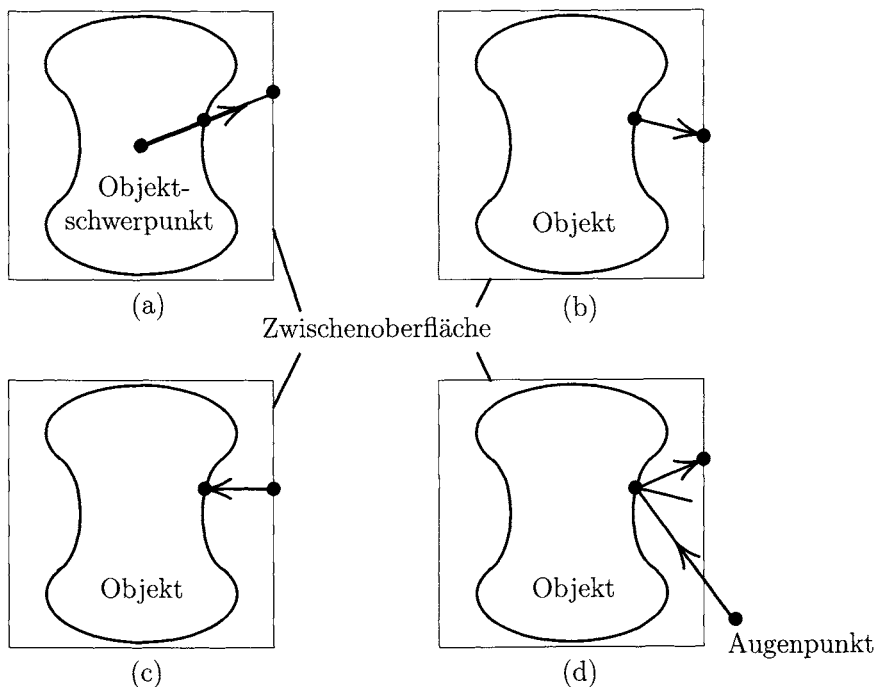 Objekt-
schwerpunkt
Objekt
(a)
(b)
Zwischenoberfläche
Objekt
Objekt
Augenpunkt
(c)
(d)